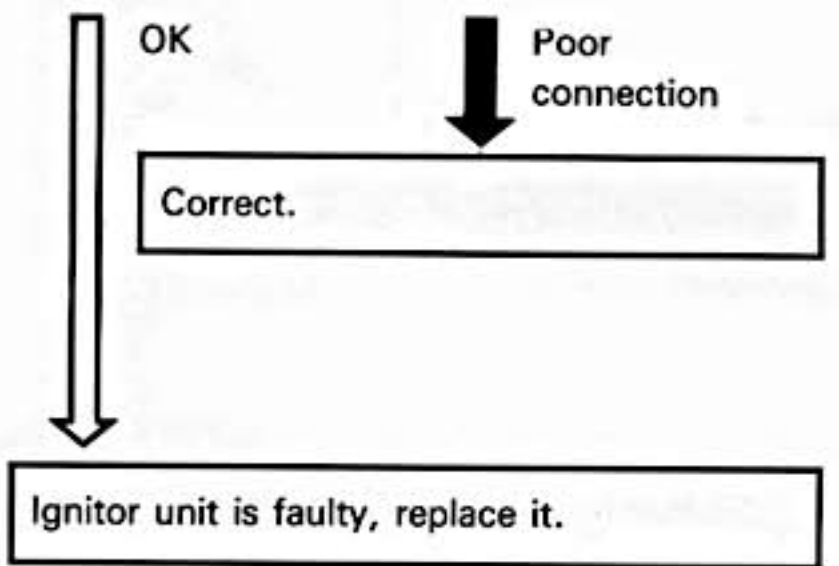 OK
Poor
connection
Correct.
Ignitor unit is faulty, replace it.